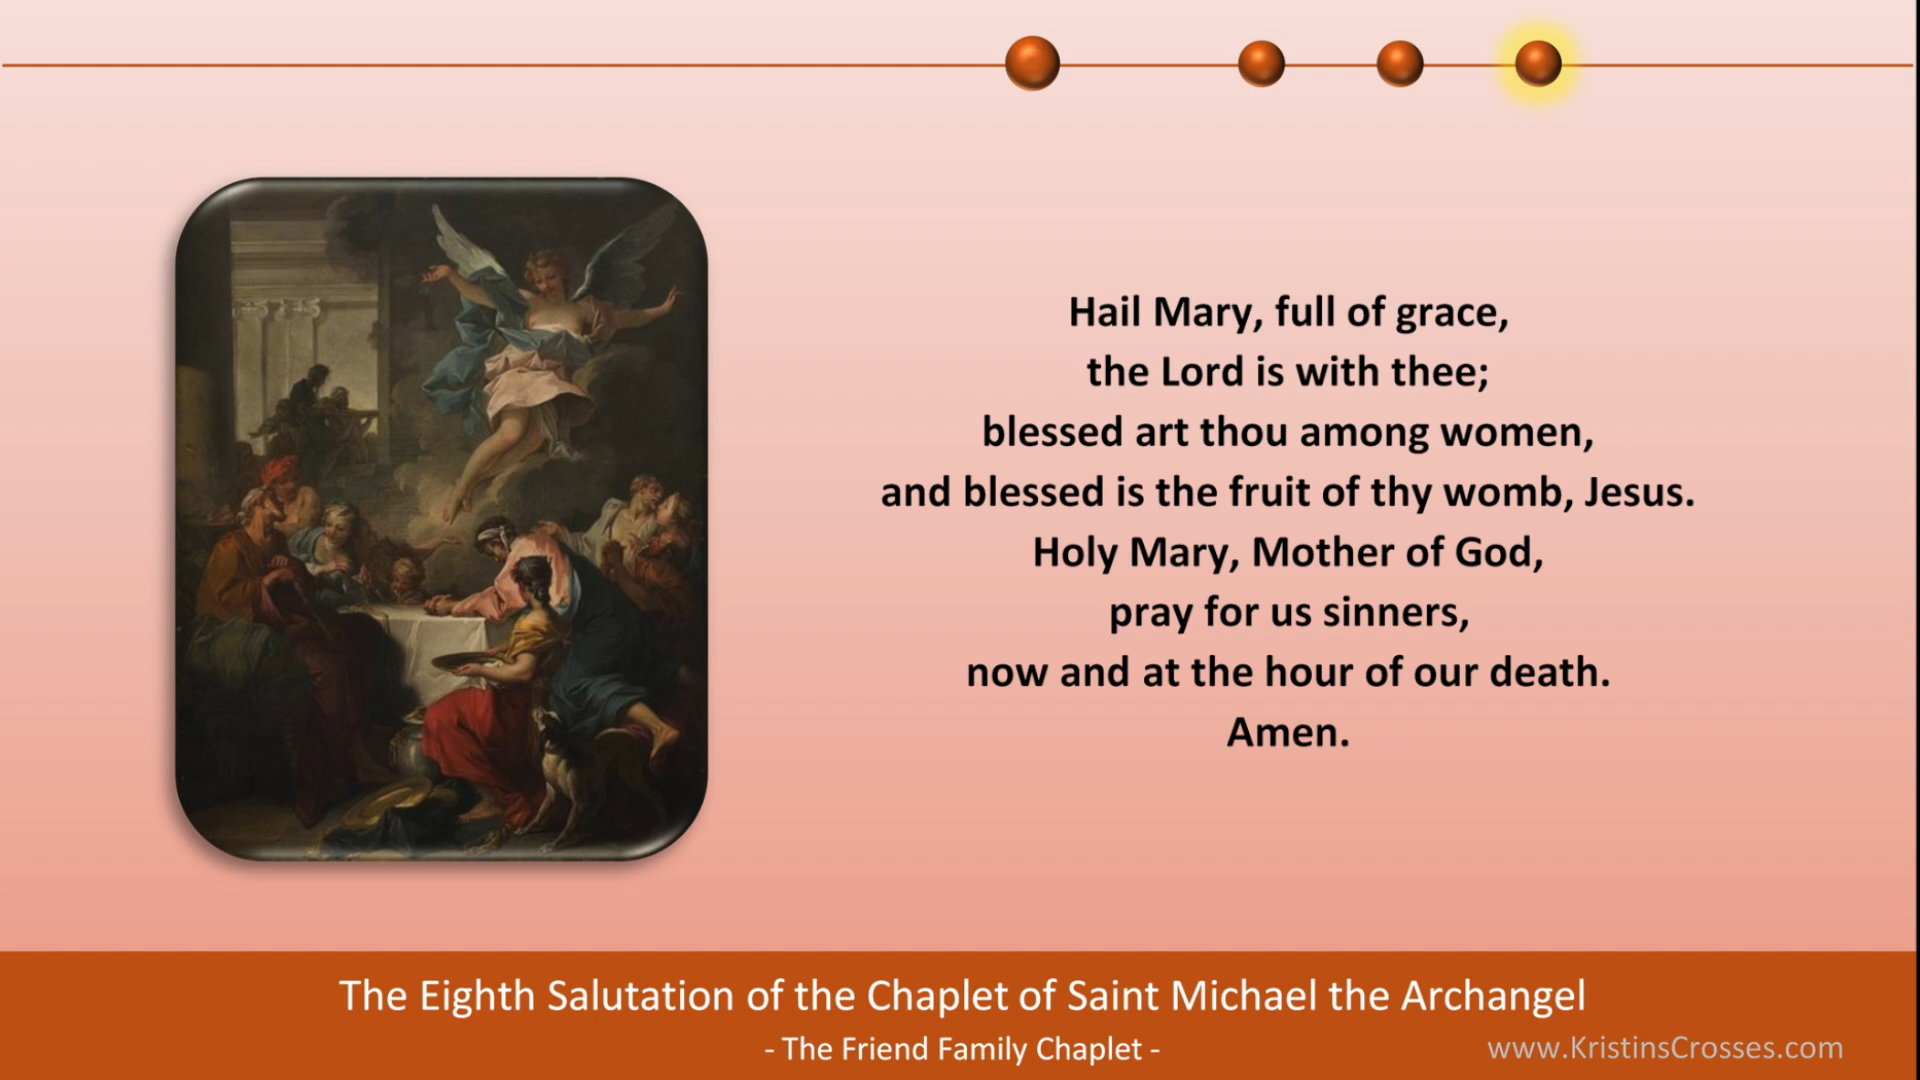 Hail Mary, full of grace,
the Lord is with thee;
blessed art thou among women,
and blessed is the fruit of thy womb, Jesus.
Holy Mary, Mother of God,
pray for us sinners,
now and at the hour of our death.
Amen.
The Eighth Salutation of the Chaplet of Saint Michael the Archangel
- The Friend Family Chaplet -
www.KristinsCrosses.com